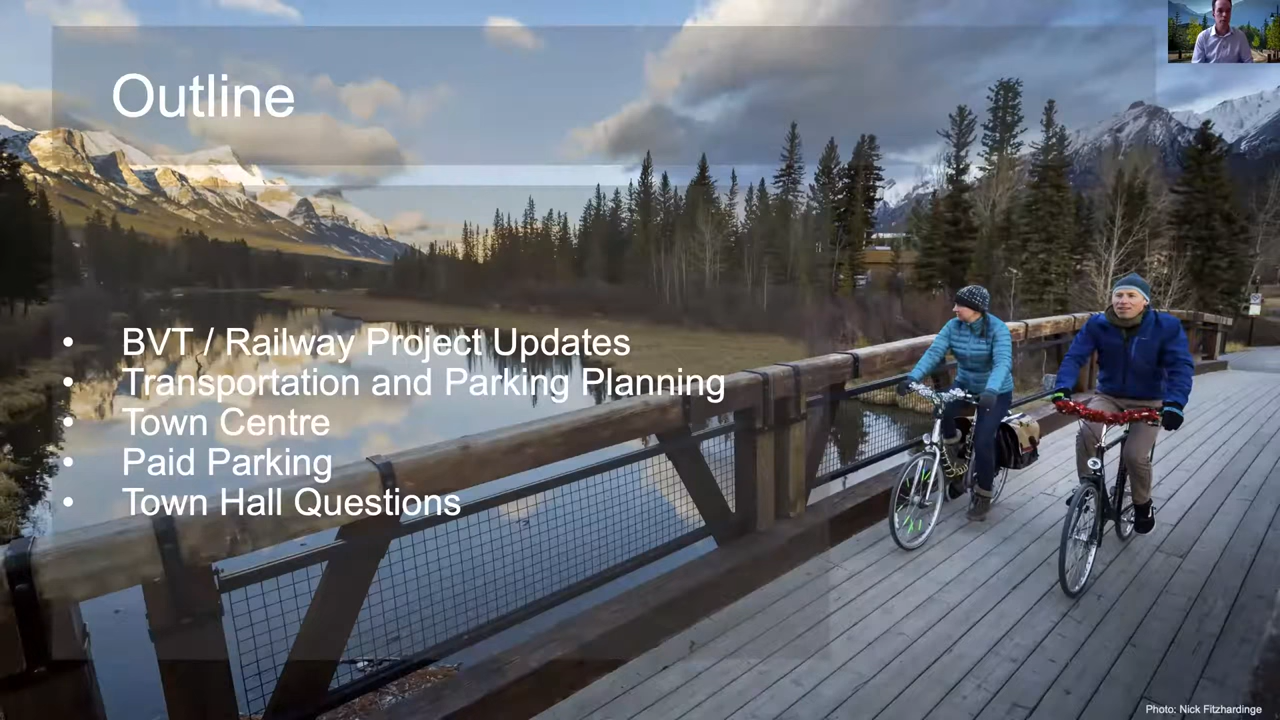 Outline
• BVT / Railway Project Updates
• Transportation and Parking Planning
• Town Centre
• Paid Parking
• Town Hall Questions
Photo: Nick Fitzhardinge